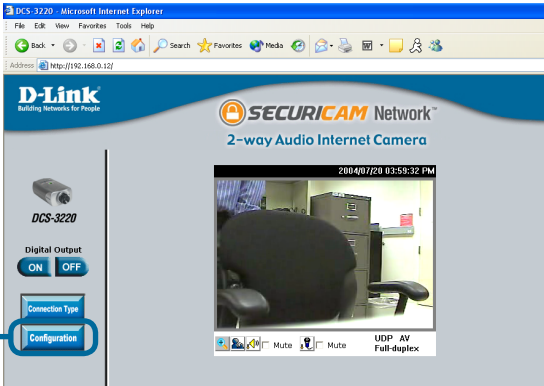 DCS-3220 - Microsoft Internet Explorer
File Edit View Favorites Tools Help
Back Search Favorites Media
Address http://192.168.0.12/
D-Link
Building Networks for People
SECURICAM Network™
2-way Audio Internet Camera
2004/07/20 03:59:32 PM
DCS-3220
Digital Output
ON OFF
Connection Type
Configuration
Mute Mute
UDP AV
Full-duplex